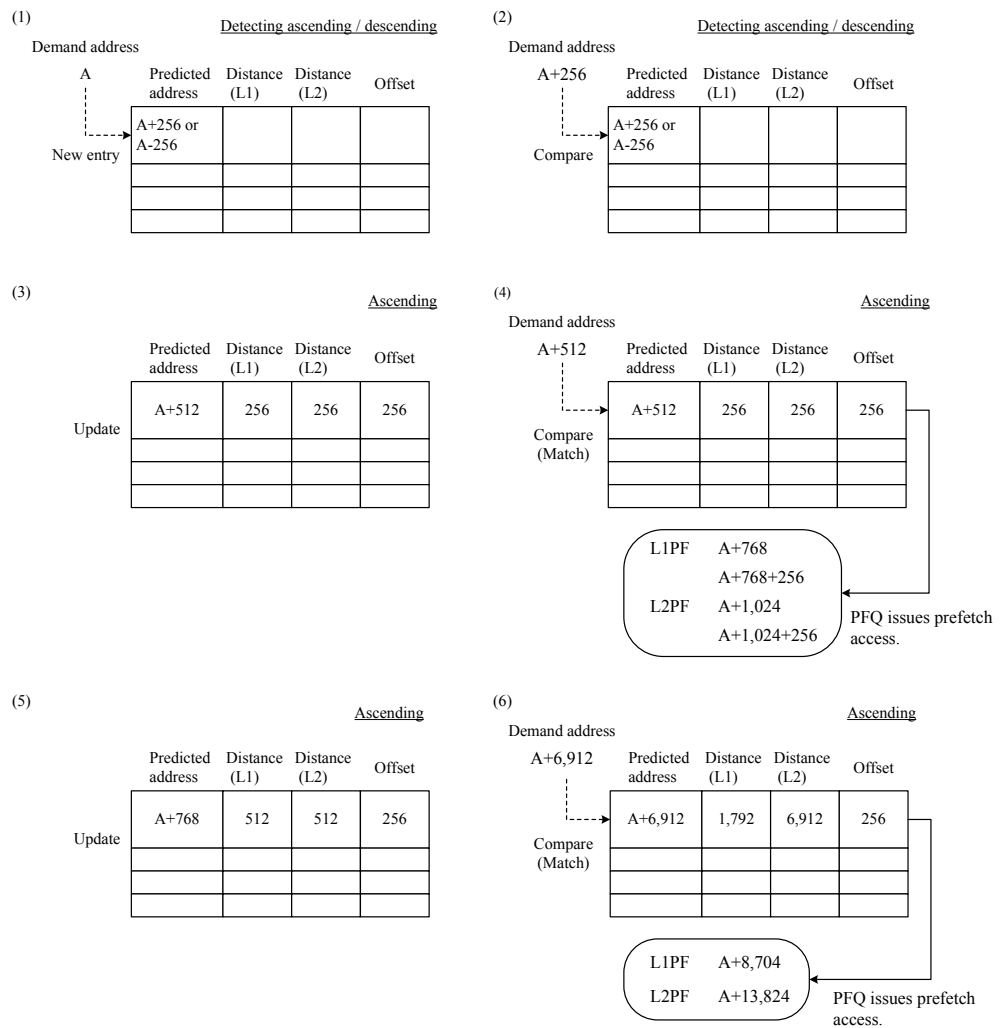 (1)
Detecting ascending / descending
Demand address
A
Predicted address
Distance (L1)
Distance (L2)
Offset
A+256 or
A-256
New entry
(2)
Detecting ascending / descending
Demand address
A+256
Predicted address
Distance (L1)
Distance (L2)
Offset
A+256 or
A-256
Compare
(3)
Ascending
Predicted address
Distance (L1)
Distance (L2)
Offset
A+512 256 256 256
Update
(4)
Ascending
Demand address
A+512
Predicted address
Distance (L1)
Distance (L2)
Offset
A+512 256 256 256
Compare
(Match)
L1PF A+768
A+768+256
L2PF A+1,024
A+1,024+256
PFQ issues prefetch
access.
(5)
Ascending
Predicted address
Distance (L1)
Distance (L2)
Offset
A+768 512 512 256
Update
(6)
Ascending
Demand address
A+6,912
Predicted address
Distance (L1)
Distance (L2)
Offset
A+6,912 1,792 6,912 256
Compare
(Match)
L1PF A+8,704
L2PF A+13,824
PFQ issues prefetch
access.